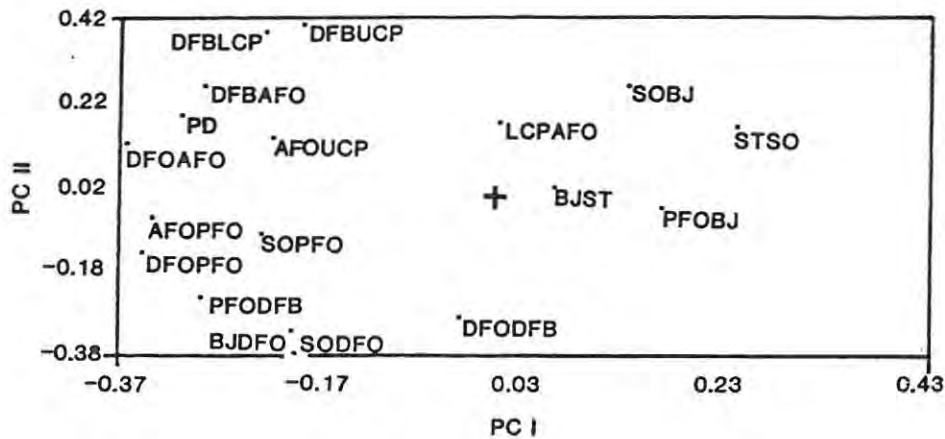 0.42
DFBLCP
DFBUCP
0.22
DFBAFO
SOBJ
PD
LCPAFO
STSO
DFOAFO
AFOUCP
PC II
0.02
BJST
AFOPFO
PFOBJ
SOPFO
-0.18
DFOPFO
PFODFB
DFODFB
BJDFO
SODFO
-0.38
-0.37
-0.17
0.03
0.23
0.43
PC I